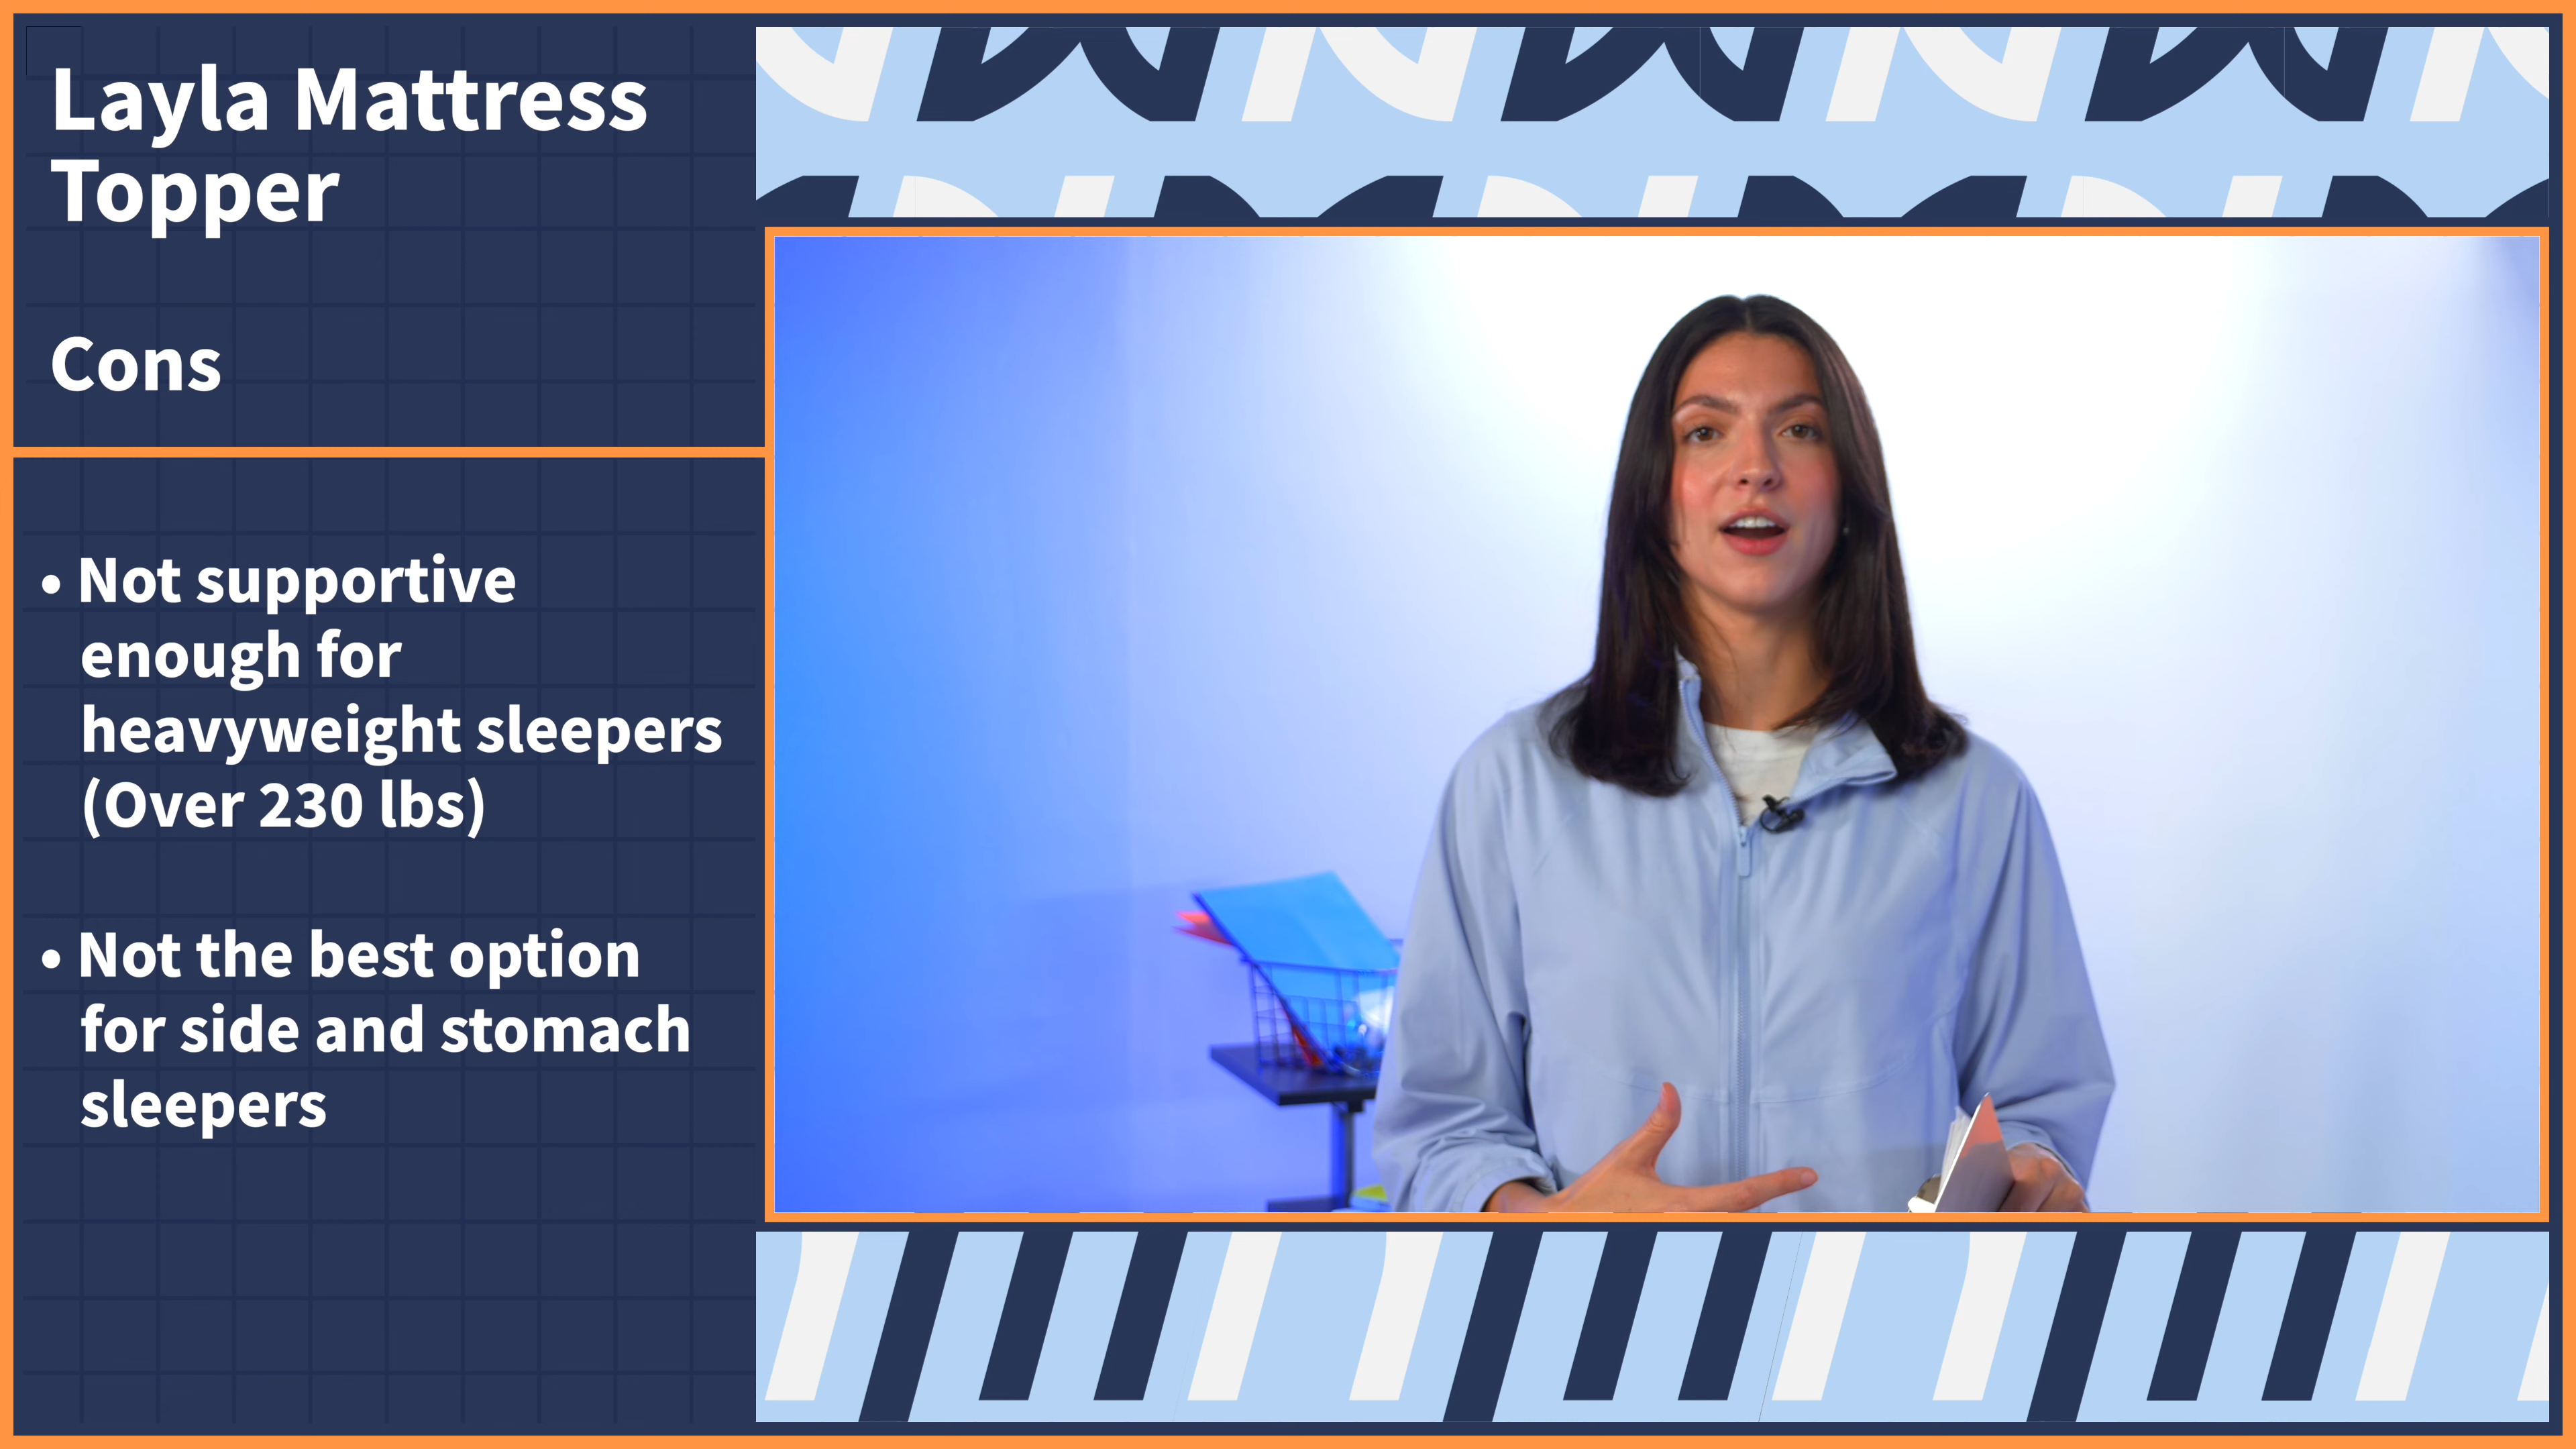 Layla Mattress
Topper
Cons
• Not supportive
enough for
heavyweight sleepers
(Over 230 lbs)
• Not the best option
for side and stomach
sleepers